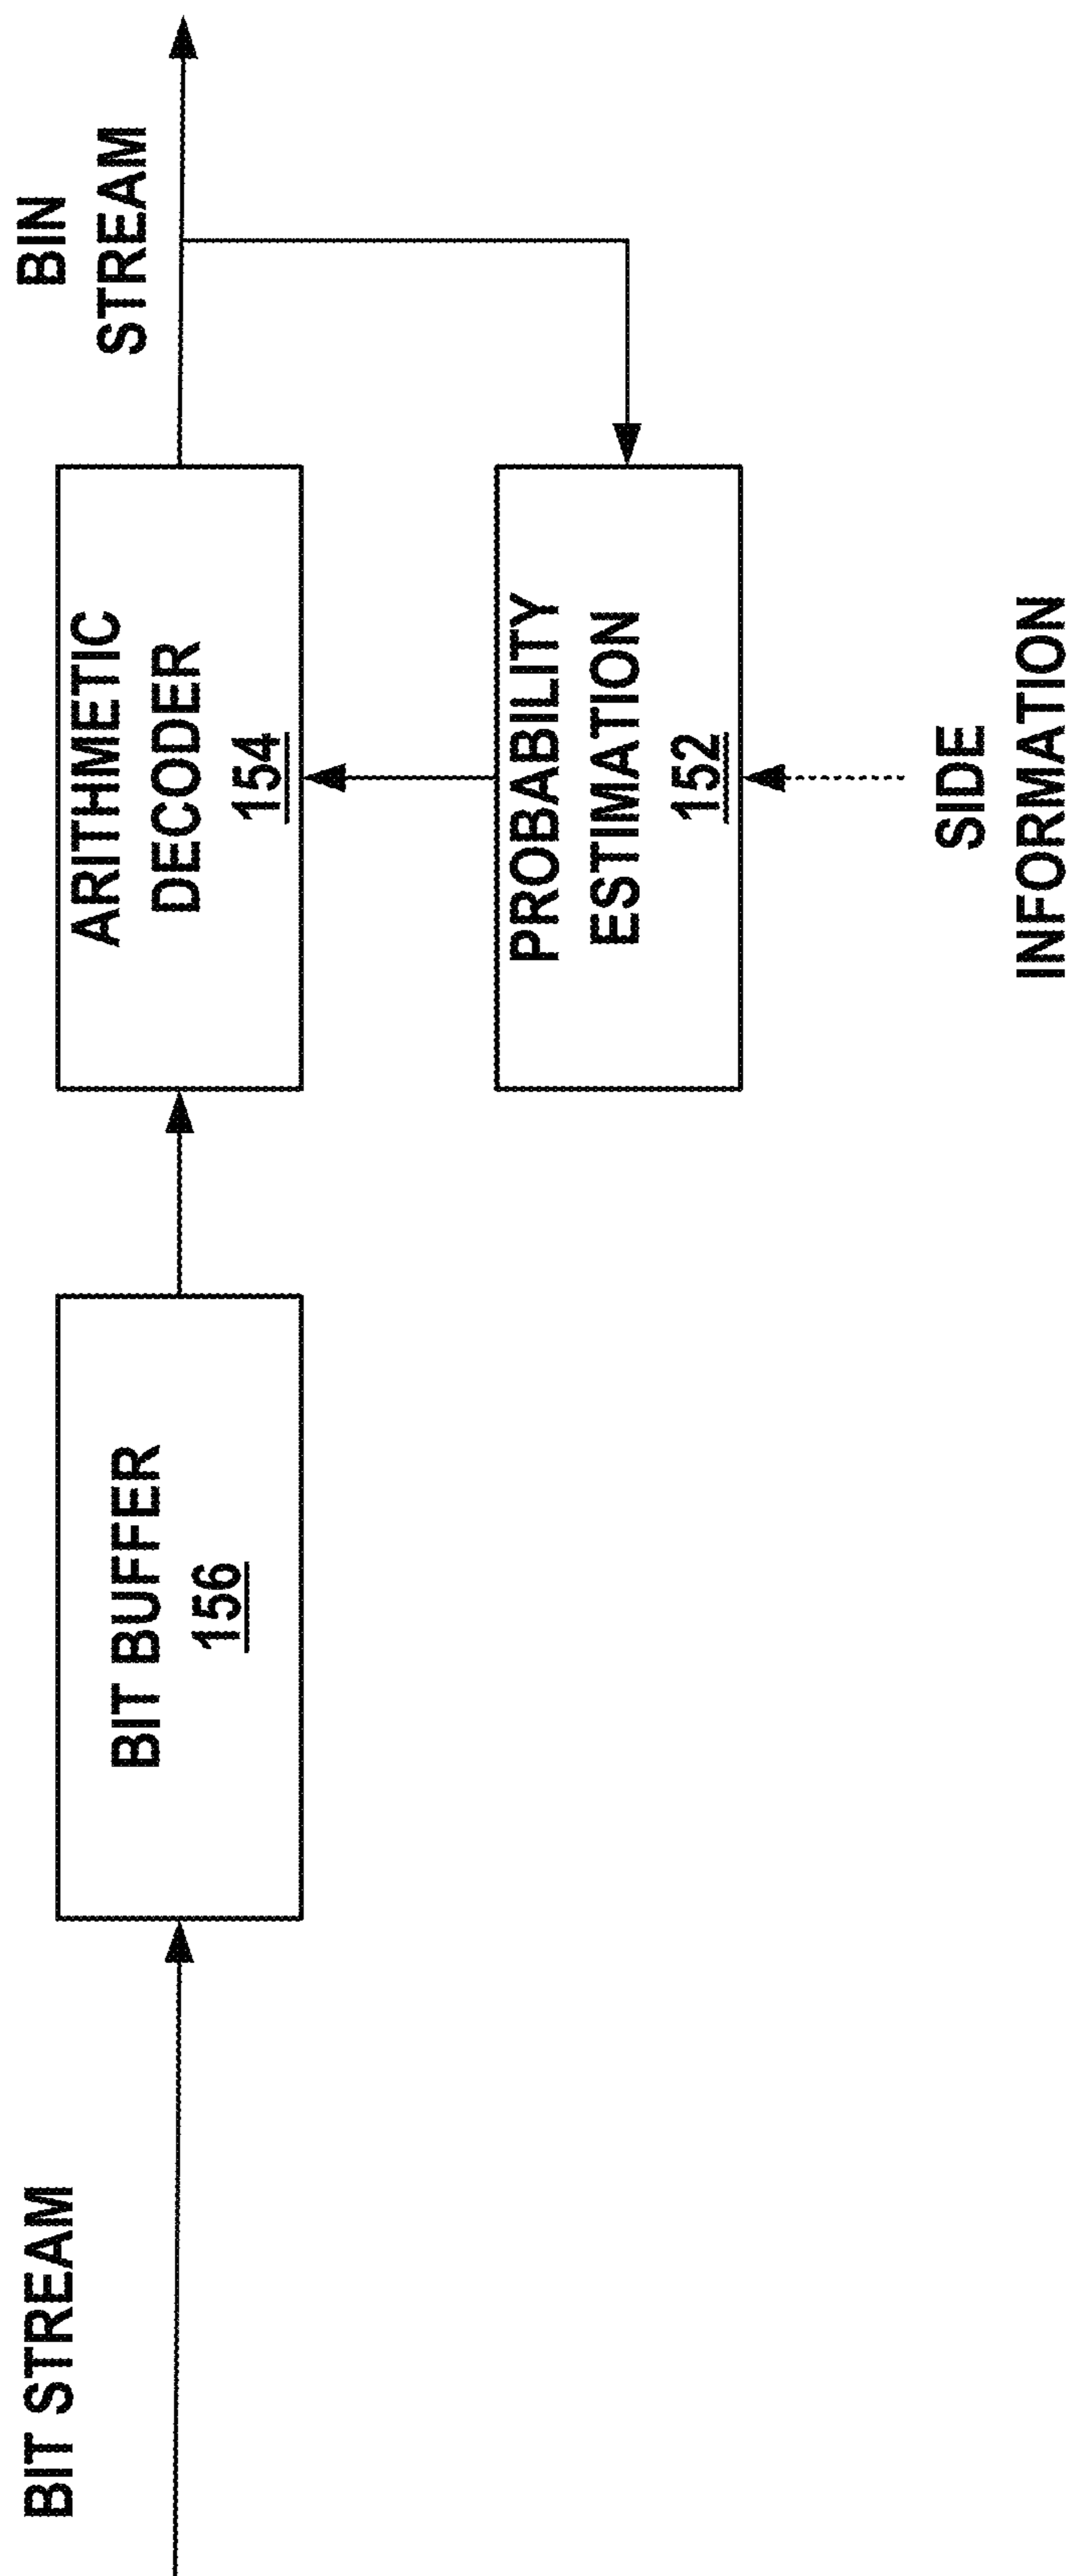 BIT STREAM
BIT BUFFER
156
ARITHMETIC
DECODER
154
BIN
STREAM
PROBABILITY
ESTIMATION
152
SIDE
INFORMATION